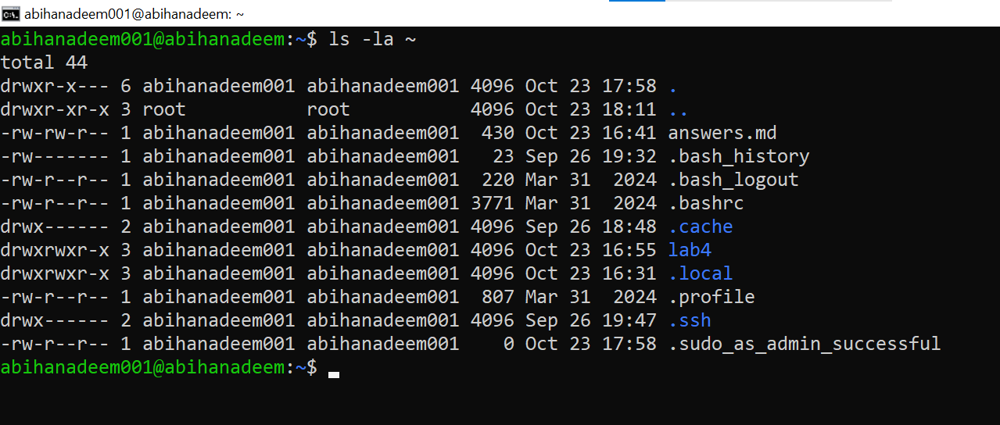 abihanadeem001@abihanadeem: ~
abihanadeem001@abihanadeem:~$ ls -la ~
total 44
drwxr-x--- 6 abihanadeem001 abihanadeem001 4096 Oct 23 17:58 .
drwxr-xr-x 3 root           root           4096 Oct 23 18:11 ..
-rw-rw-r-- 1 abihanadeem001 abihanadeem001  430 Oct 23 16:41 answers.md
-rw------- 1 abihanadeem001 abihanadeem001   23 Sep 26 19:32 .bash_history
-rw-r--r-- 1 abihanadeem001 abihanadeem001  220 Mar 31  2024 .bash_logout
-rw-r--r-- 1 abihanadeem001 abihanadeem001 3771 Mar 31  2024 .bashrc
drwx------ 2 abihanadeem001 abihanadeem001 4096 Sep 26 18:48 .cache
drwxrwxr-x 3 abihanadeem001 abihanadeem001 4096 Oct 23 16:55 lab4
drwxrwxr-x 3 abihanadeem001 abihanadeem001 4096 Oct 23 16:31 .local
-rw-r--r-- 1 abihanadeem001 abihanadeem001  807 Mar 31  2024 .profile
drwx------ 2 abihanadeem001 abihanadeem001 4096 Sep 26 19:47 .ssh
-rw-r--r-- 1 abihanadeem001 abihanadeem001    0 Oct 23 17:58 .sudo_as_admin_successful
abihanadeem001@abihanadeem:~$